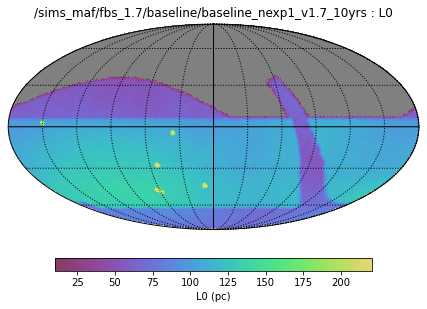 /sims_maf/fbs_1.7/baseline/baseline_nexp1_v1.7_10yrs : L0
25 50 75 100 125 150 175 200
L0 (pc)